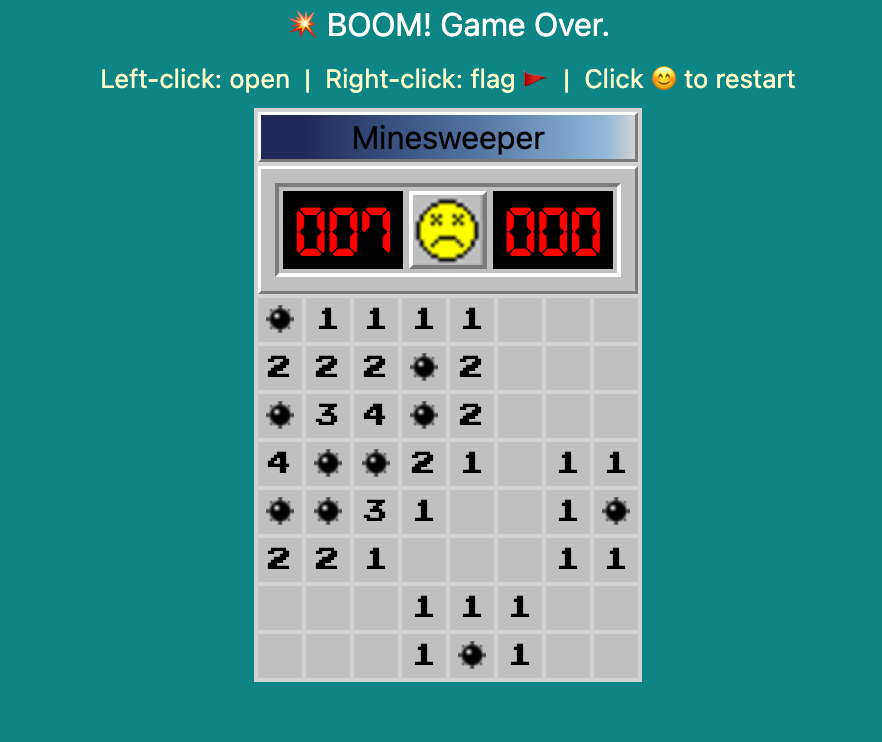 💥 BOOM! Game Over.
Left-click: open | Right-click: flag 🚩 | Click 😊 to restart
Minesweeper
007 000
1 1 1 1
2 2 2 2
3 4 2
4 2 1 1 1
3 1 1
2 2 1 1 1
1 1 1
1 1